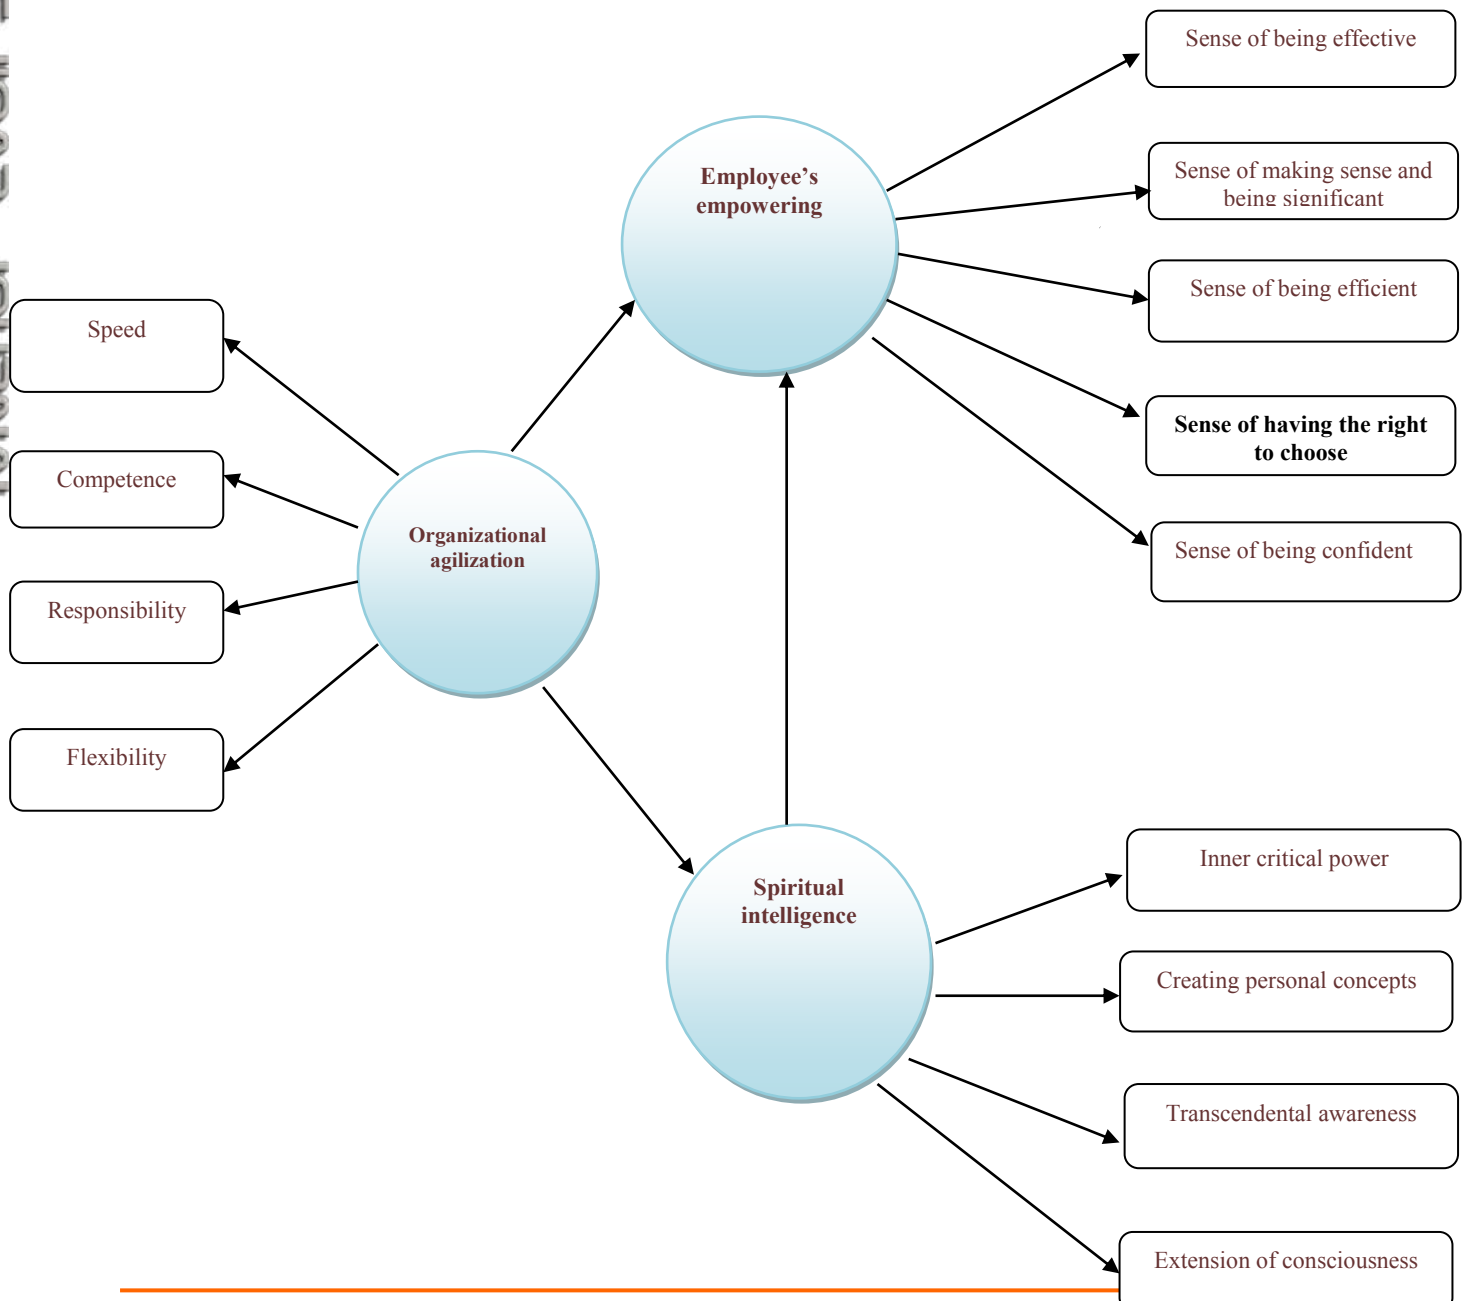 Sense of being effective
Employee's
empowering
Sense of making sense and
being significant
Sense of being efficient
Speed
Sense of having the right
to choose
Competence
Organizational
agilization
Sense of being confident
Responsibility
Flexibility
Spiritual
intelligence
Inner critical power
Creating personal concepts
Transcendental awareness
Extension of consciousness